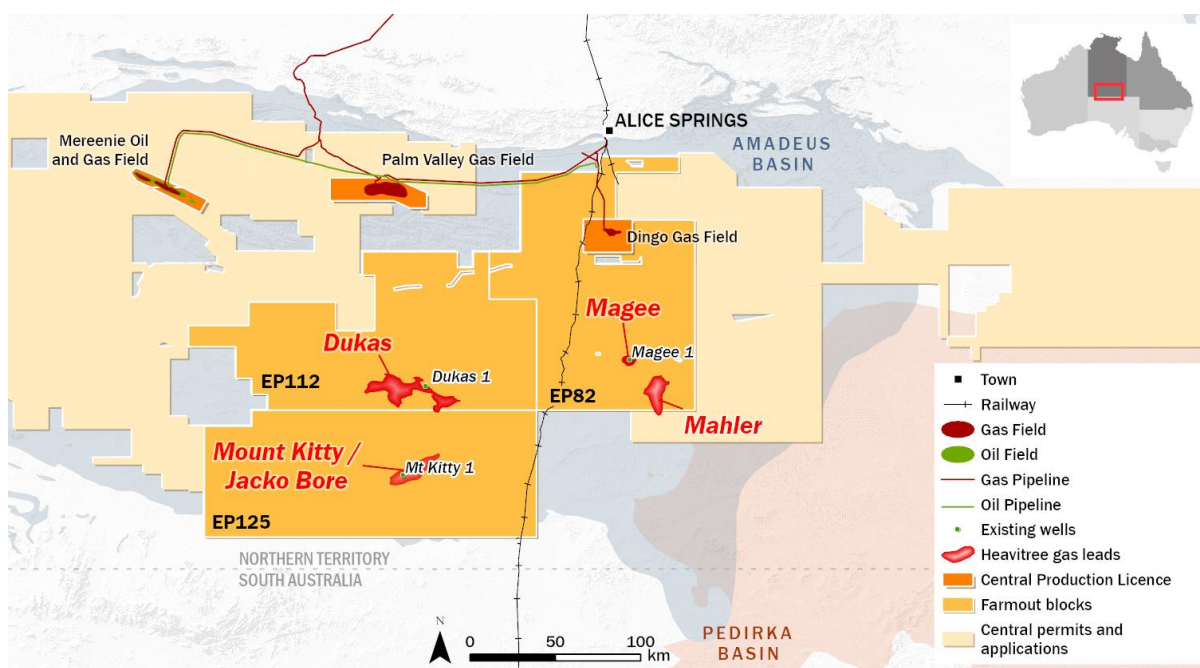 ALICE SPRINGS
AMADEUS
BASIN
Mereenie Oil
and Gas Field
Palm Valley Gas Field
Dingo Gas Field
Magee
Magee 1
Dukas
Dukas 1
EP112
EP82
Mahler
Mount Kitty /
Jacko Bore
Mt Kitty 1
EP125
NORTHERN TERRITORY
SOUTH AUSTRALIA
PEDIRKA
BASIN
N
0 50 100
km
Town
Railway
Gas Field
Oil Field
Gas Pipeline
Oil Pipeline
Existing wells
Heavitree gas leads
Central Production Licence
Farmout blocks
Central permits and
applications